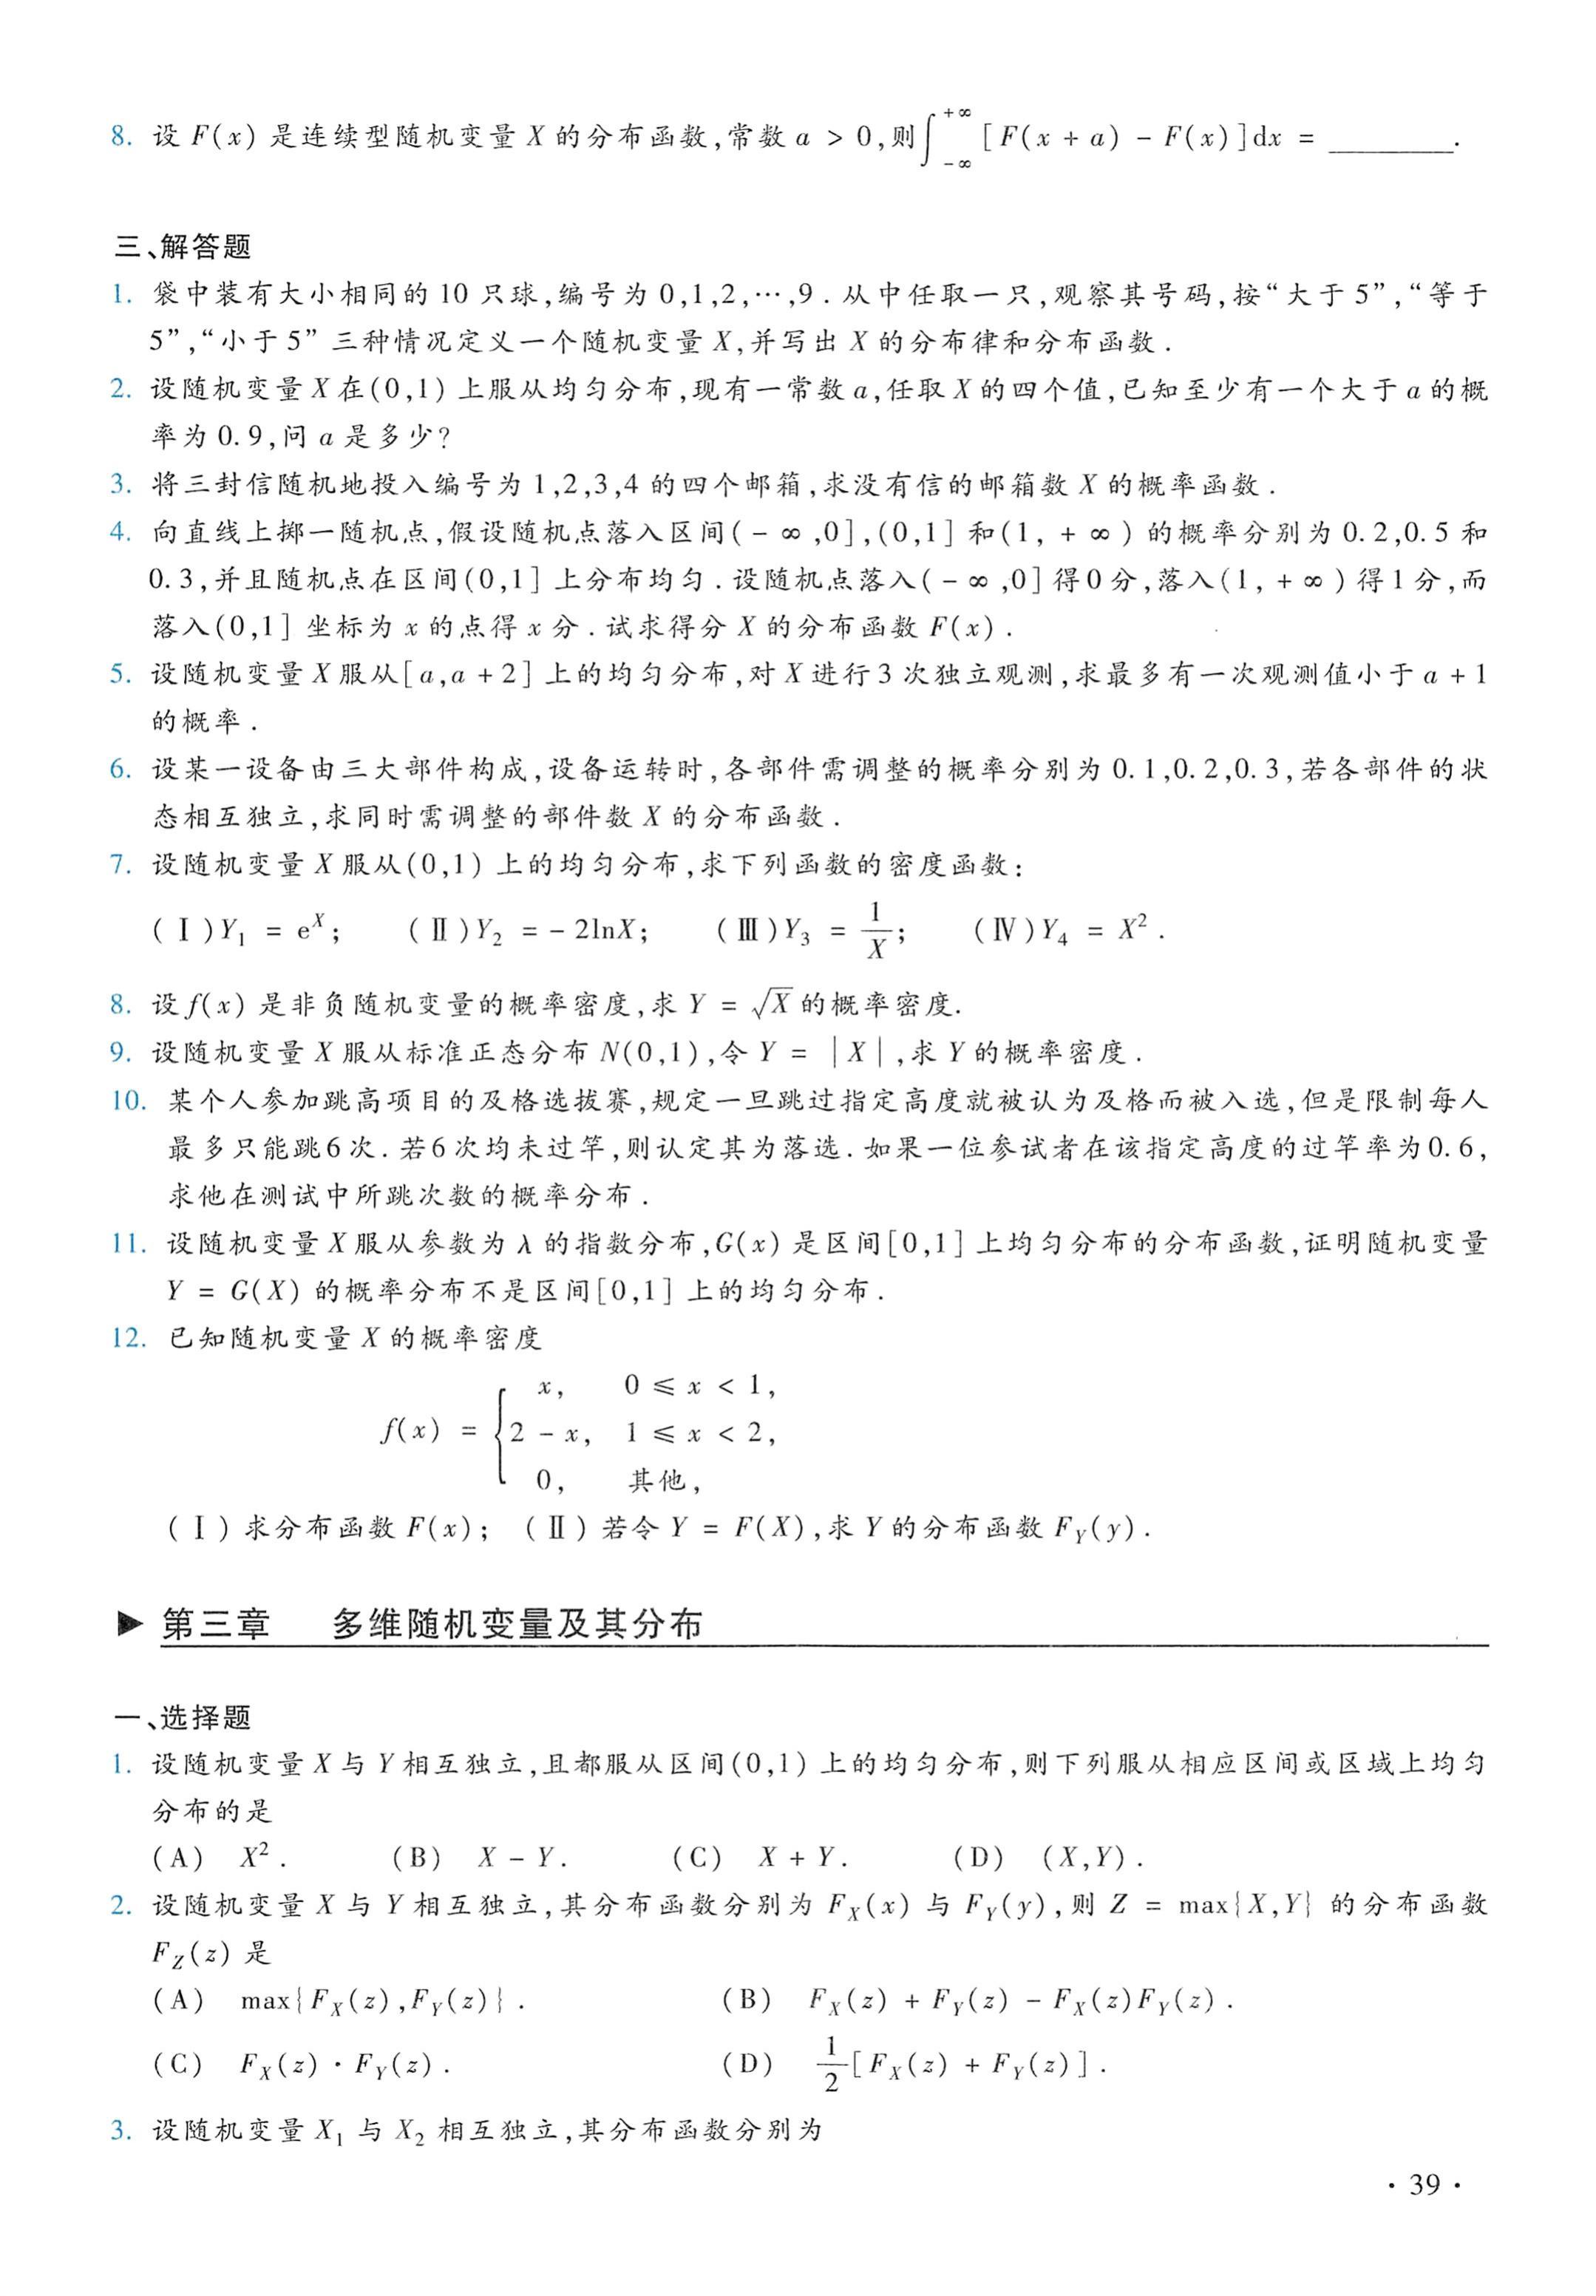 8. 设 F(x) 是连续型随机变量 X 的分布函数,常数 a > 0,则∫_{-∞}^{+∞}[F(x + a) - F(x)]dx = ________.
三、解答题
1. 袋中装有大小相同的 10 只球,编号为 0,1,2,…,9. 从中任取一只,观察其号码,按“大于 5”,“等于
5”,“小于 5”三种情况定义一个随机变量 X,并写出 X 的分布律和分布函数.
2. 设随机变量 X 在(0,1) 上服从均匀分布,现有一常数 a,任取 X 的四个值,已知至少有一个大于 a 的概
率为 0.9,问 a 是多少?
3. 将三封信随机地投入编号为 1,2,3,4 的四个邮箱,求没有信的邮箱数 X 的概率函数.
4. 向直线上掷一随机点,假设随机点落入区间(- ∞,0],(0,1] 和(1, + ∞) 的概率分别为 0.2,0.5 和
0.3,并且随机点在区间(0,1] 上分布均匀.设随机点落入(- ∞,0] 得0分,落入(1, + ∞) 得1分,而
落入(0,1] 坐标为 x 的点得 x 分.试求得分 X 的分布函数 F(x).
5. 设随机变量 X 服从[a,a + 2] 上的均匀分布,对 X 进行3 次独立观测,求最多有一次观测值小于 a + 1
的概率.
6. 设某一设备由三大部件构成,设备运转时,各部件需调整的概率分别为 0.1,0.2,0.3,若各部件的状
态相互独立,求同时需调整的部件数 X 的分布函数.
7. 设随机变量 X 服从(0,1) 上的均匀分布,求下列函数的密度函数:
(Ⅰ)Y₁ = e^X; (Ⅱ)Y₂ = - 2lnX; (Ⅲ)Y₃ = 1/X; (Ⅳ)Y₄ = X².
8. 设 f(x) 是非负随机变量的概率密度,求 Y = √X 的概率密度.
9. 设随机变量 X 服从标准正态分布 N(0,1),令 Y = |X|,求 Y 的概率密度.
10. 某个人参加跳高项目的及格选拔赛,规定一旦跳过指定高度就被认为及格而被入选,但是限制每人
最多只能跳6次.若6次均未过竿,则认定其为落选.如果一位参试者在该指定高度的过竿率为0.6,
求他在测试中所跳次数的概率分布.
11. 设随机变量 X 服从参数为 λ 的指数分布,G(x) 是区间[0,1] 上均匀分布的分布函数,证明随机变量
Y = G(X) 的概率分布不是区间[0,1] 上的均匀分布.
12. 已知随机变量 X 的概率密度
x, 0 ≤ x < 1,
f(x) = { 2 - x, 1 ≤ x < 2,
0, 其他,
(Ⅰ) 求分布函数 F(x); (Ⅱ) 若令 Y = F(X),求 Y 的分布函数 F_Y(y).
▶ 第三章 多维随机变量及其分布
一、选择题
1. 设随机变量 X 与 Y 相互独立,且都服从区间(0,1) 上的均匀分布,则下列服从相应区间或区域上均匀
分布的是
(A) X². (B) X - Y. (C) X + Y. (D) (X,Y).
2. 设随机变量 X 与 Y 相互独立,其分布函数分别为 F_X(x) 与 F_Y(y),则 Z = max{X,Y} 的分布函数
F_Z(z) 是
(A) max{F_X(z),F_Y(z)}. (B) F_X(z) + F_Y(z) - F_X(z)F_Y(z).
(C) F_X(z)·F_Y(z). (D) 1/2[F_X(z) + F_Y(z)].
3. 设随机变量 X₁ 与 X₂ 相互独立,其分布函数分别为
· 39 ·